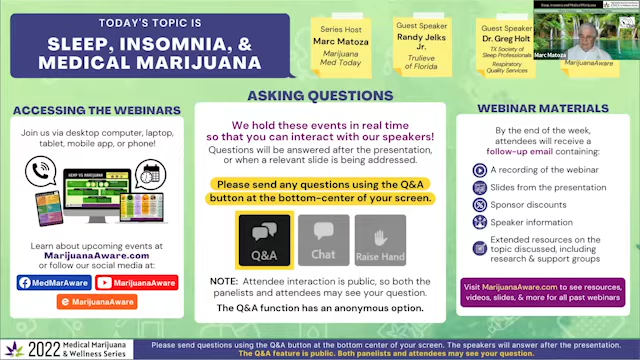 TODAY'S TOPIC IS
SLEEP, INSOMNIA, &
MEDICAL MARIJUANA
Series Host
Marc Matoza
Marijuana
Med Today
Guest Speaker
Randy Jelks
Jr.
Trulieve
of Florida
Guest Speaker
Dr. Greg Holt
TX Society of
Sleep Professionals
Respiratory
Quality Services
MarijuanaAware
Marc Matoza
ACCESSING THE WEBINARS
Join us via desktop computer, laptop,
tablet, mobile app, or phone!
Learn about upcoming events at
MarijuanaAware.com
or follow our social media at:
MedMarAware
MarijuanaAware
MarijuanaAware
ASKING QUESTIONS
We hold these events in real time
so that you can interact with our speakers!
Questions will be answered after the presentation,
or when a relevant slide is being addressed.
Please send any questions using the Q&A
button at the bottom-center of your screen.
Q&A
Chat
Raise Hand
NOTE: Attendee interaction is public, so both the
panelists and attendees may see your question.
The Q&A function has an anonymous option.
WEBINAR MATERIALS
By the end of the week,
attendees will receive a
follow-up email containing:
A recording of the webinar
Slides from the presentation
Sponsor discounts
Speaker information
Extended resources on the
topic discussed, including
research & support groups
Visit MarijuanaAware.com to see resources,
videos, slides, & more for all past webinars
2022 Medical Marijuana
& Wellness Series
Please send questions using the Q&A button at the bottom center of your screen. The speakers will answer after the presentation.
The Q&A feature is public. Both panelists and attendees may see your question.